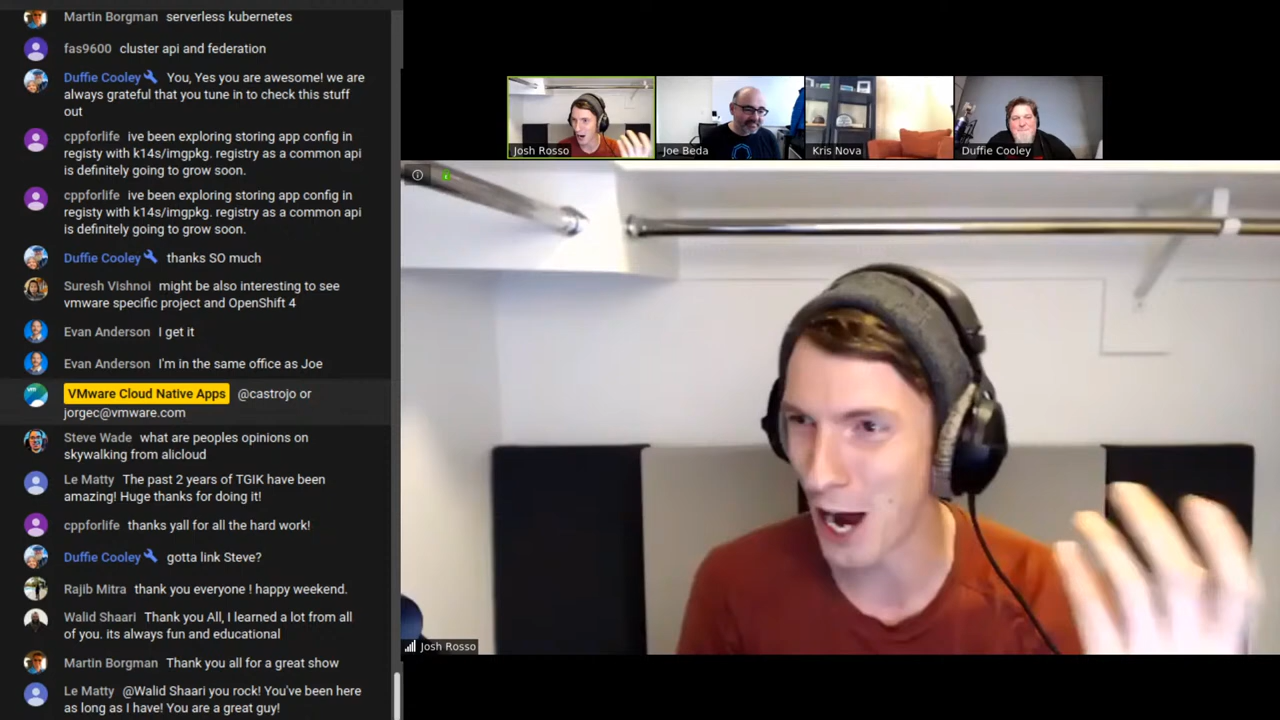 Martin Borgman serverless kubernetes
fas9600 cluster api and federation
Duffie Cooley You, Yes you are awesome! we are
always grateful that you tune in to check this stuff
out
cppforlife ive been exploring storing app config in
registy with k14s/imgpkg. registry as a common api
is definitely going to grow soon.
cppforlife ive been exploring storing app config in
registy with k14s/imgpkg. registry as a common api
is definitely going to grow soon.
Duffie Cooley thanks SO much
Suresh Vishnoi might be also interesting to see
vmware specific project and OpenShift 4
Evan Anderson I get it
Evan Anderson I'm in the same office as Joe
VMware Cloud Native Apps @castrojo or
jorgec@vmware.com
Steve Wade what are peoples opinions on
skywalking from alicloud
Le Matty The past 2 years of TGIK have been
amazing! Huge thanks for doing it!
cppforlife thanks yall for all the hard work!
Duffie Cooley gotta link Steve?
Rajib Mitra thank you everyone ! happy weekend.
Walid Shaari Thank you All, I learned a lot from all
of you. its always fun and educational
Martin Borgman Thank you all for a great show
Le Matty @Walid Shaari you rock! You've been here
as long as I have! You are a great guy!
Josh Rosso
Joe Beda
Kris Nova
Duffie Cooley
Josh Rosso